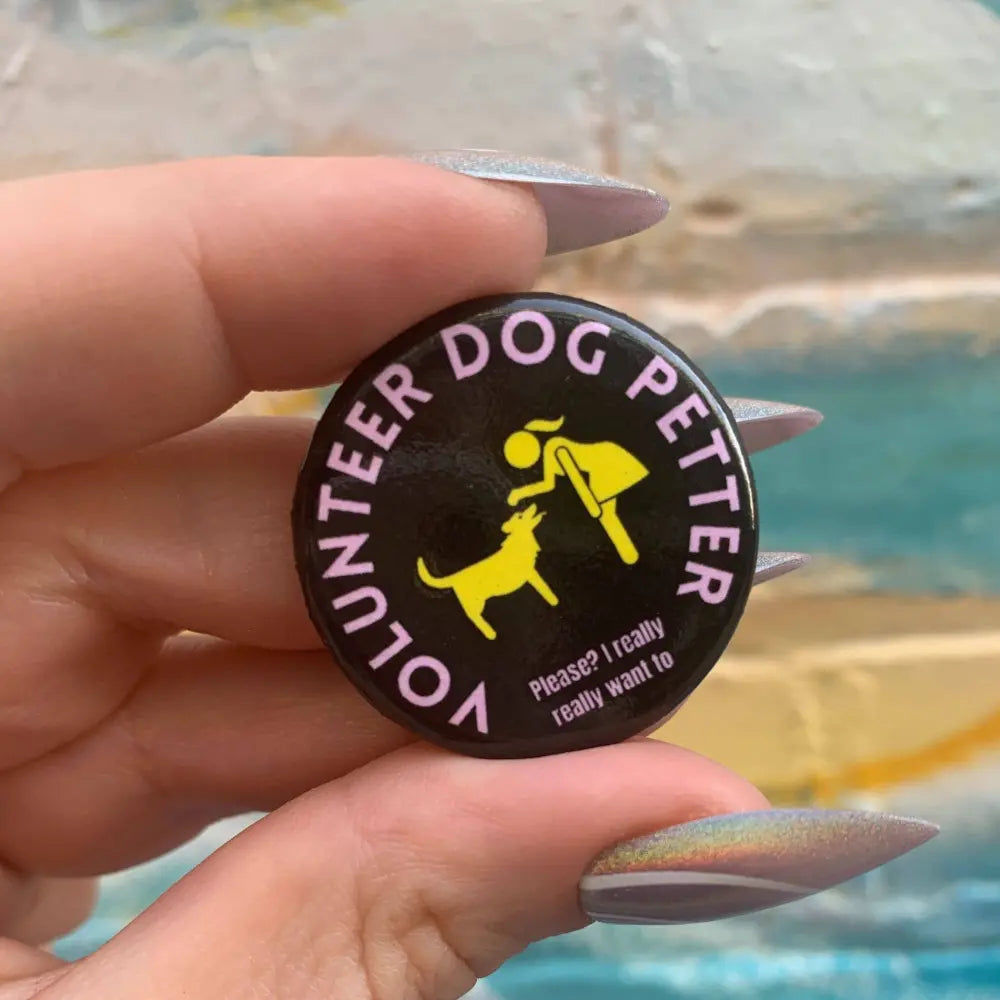 VOLUNTEER DOG PETTER
Please? I really
really want to